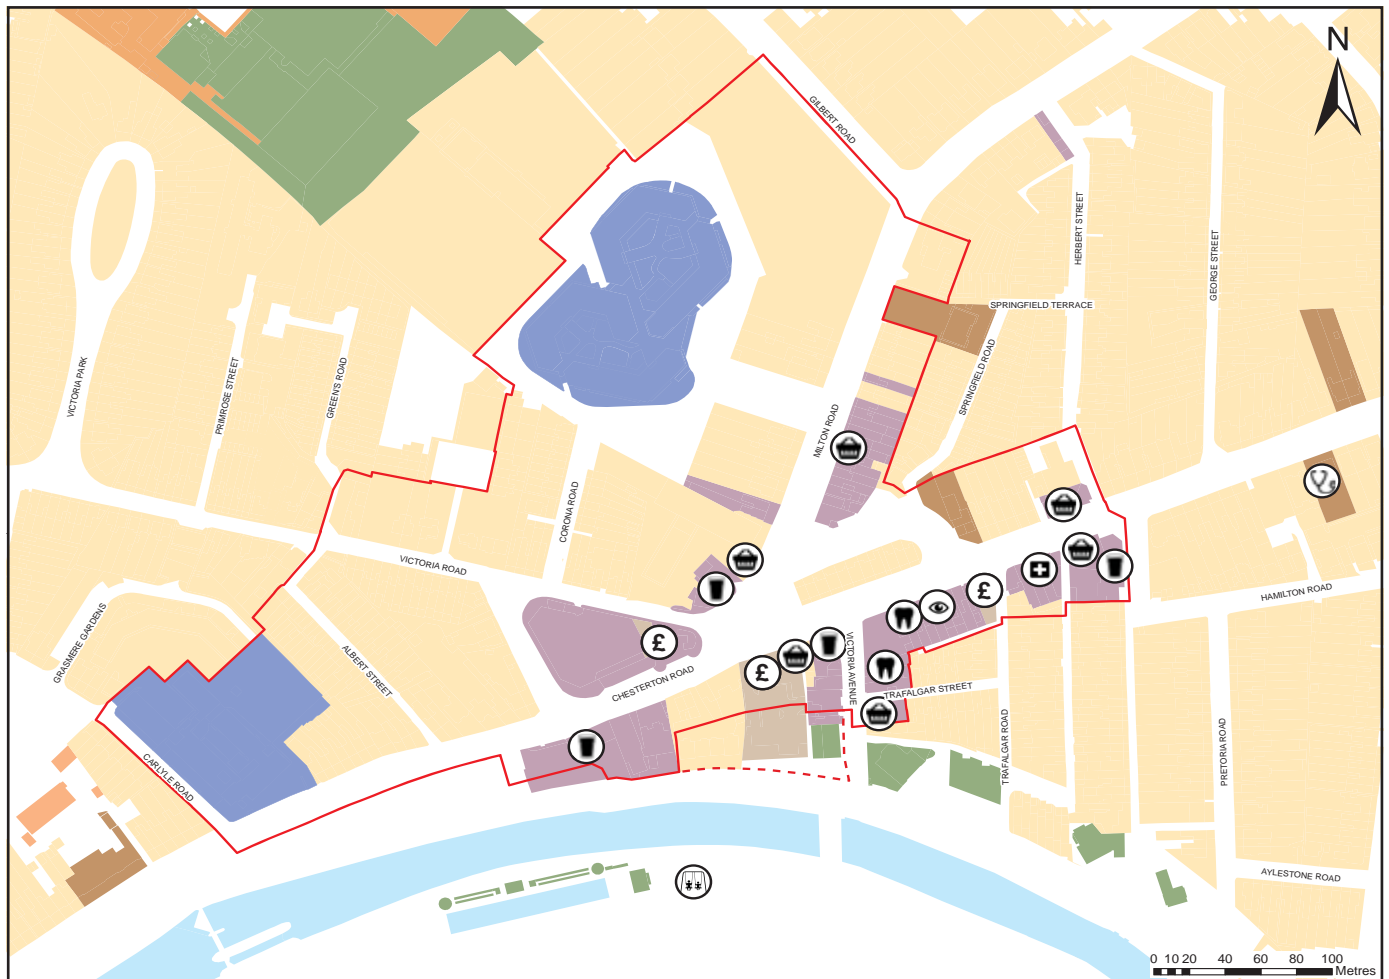 N
GILBERT ROAD
HERBERT STREET
GEORGE STREET
SPRINGFIELD TERRACE
VICTORIA PARK
PRIMROSE STREET
GREEN'S ROAD
SPRINGFIELD ROAD
MILTON ROAD
CORONA ROAD
VICTORIA ROAD
HAMILTON ROAD
GRASMERE GARDENS
ALBERT STREET
£
£
£
CHESTERTON ROAD
VICTORIA AVENUE
TRAFALGAR STREET
CARLYLE ROAD
TRAFALGAR ROAD
PRETORIA ROAD
AYLESTONE ROAD
0 10 20 40 60 80 100
Metres